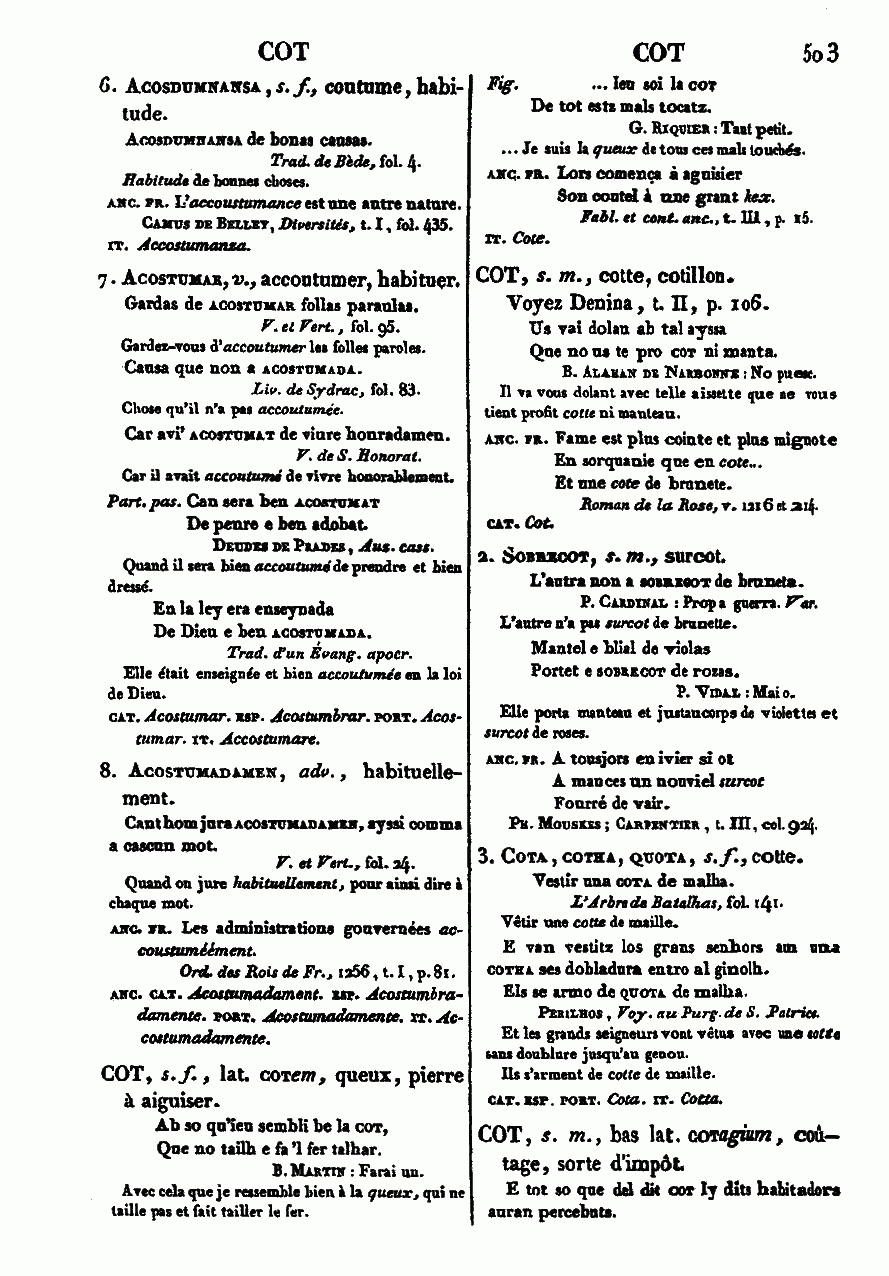 COT
COT 503
6. Acosdumnansa, s. f., coutume, habi-
tude.
Acosdumnansa de bonas causas.
Trad. de Bède, fol. 4.
Habitude de bonnes choses.
anc. fr. L'accoustumance est une autre nature.
Camus de Belley, Diversités, t. I, fol. 435.
it. Accostumanza.
7. Acostumar, v., accoutumer, habituer.
Gardas de acostumar follas paraulas.
V. et Vert., fol. 95.
Gardez-vous d'accoutumer les folles paroles.
Causa que non a acostumada.
Liv. de Sydrac, fol. 83.
Chose qu'il n'a pas accoutumée.
Car avi' acostumat de viure honradamen.
V. de S. Honorat.
Car il avait accoutumé de vivre honorablement.
Part. pas. Can sera ben acostumat
De penre e ben adobat.
Deudes de Prades, Aus. cass.
Quand il sera bien accoutumé de prendre et bien
dressé.
En la ley era enseynada
De Dieu e ben acostumada.
Trad. d'un Évang. apocr.
Elle était enseignée et bien accoutumée en la loi
de Dieu.
cat. Acostumar. esp. Acostumbrar. port. Acos-
tumar. it. Accostumare.
8. Acostumadamen, adv., habituelle-
ment.
Cant hom jura acostumadamen, ayssi comma
a cascun mot.
V. et Vert., fol. 24.
Quand on jure habituellement, pour ainsi dire à
chaque mot.
anc. fr. Les administrations gouvernées ac-
coustuméément.
Ord. des Rois de Fr., 1256, t. I, p. 81.
anc. cat. Acostumadament. esp. Acostumbra-
damente. port. Acostumadamente. it. Ac-
costumadamente.
COT, s. f., lat. cotem, queux, pierre
à aiguiser.
Ab so qu'ieu sembli be la cot,
Que no tailh e fa 'l fer talhar.
B. Martin : Farai un.
Avec cela que je ressemble bien à la queux, qui ne
taille pas et fait tailler le fer.
Fig. ... Ieu soi la cot
De tot estz mals tocatz.
G. Riquier : Tant petit.
... Je suis la queux de tous ces mals touchés.
anc. fr. Lors comença à aguisier
Son coutel à une grant kex.
Fabl. et cont. anc., t. III, p. 15.
it. Cote.
COT, s. m., cotte, cotillon.
Voyez Denina, t. II, p. 106.
Us vai dolan ab tal ayssa
Que no us te pro cot ni manta.
B. Alahan de Narbonne : No puesc.
Il va vous dolant avec telle aissette que ne vous
tient profit cotte ni manteau.
anc. fr. Fame est plus cointe et plus mignote
En sorquanie que en cote...
Et une cote de brunete.
Roman de la Rose, v. 1216 et 214.
cat. Cot.
2. Sobrecot, s. m., surcot.
L'autra non a sobrecot de bruneta.
P. Cardinal : Prop a guerra. Var.
L'autre n'a pas surcot de brunette.
Mantel e blial de violas
Portet e sobrecot de rozas.
P. Vidal : Mai o.
Elle porta manteau et justaucorps de violettes et
surcot de roses.
anc. fr. A tousjors en ivier si ot
A mances un nouviel surcot
Fourré de vair.
Ph. Mouskes; Carpentier, t. III, col. 924.
3. Cota, cotha, quota, s. f., cotte.
Vestir una cota de malha.
L'Arbre de Batalhas, fol. 141.
Vêtir une cotte de maille.
E van vestitz los grans senhors am una
cotha ses dobladura entro al ginolh.
Els se armo de quota de malha.
Perilhos, Voy. au Purg. de S. Patrice.
Et les grands seigneurs vont vêtus avec une cotte
sans doublure jusqu'au genou.
Ils s'arment de cotte de maille.
cat. esp. port. Cota. it. Cotta.
COT, s. m., bas lat. cotagium, coû-
tage, sorte d'impôt.
E tot so que del dit cot ly dits habitadors
auran percebuts.